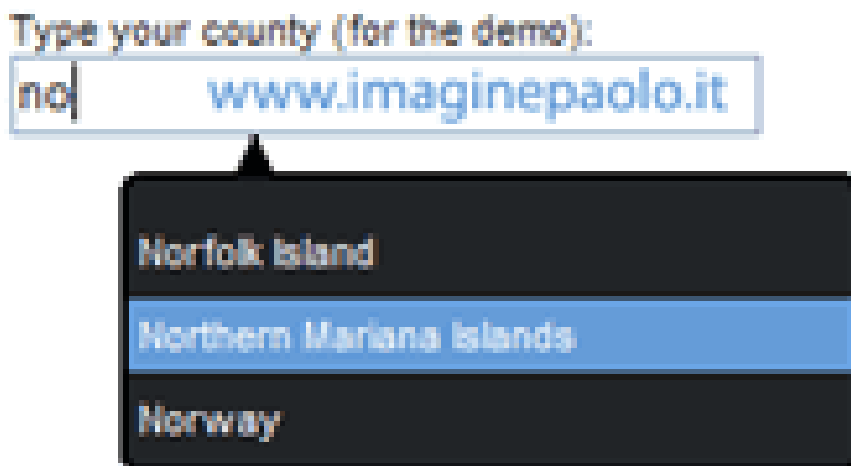 Type your county (for the demo):
no www.imaginepaolo.it
Norfolk Island
Northern Mariana Islands
Norway